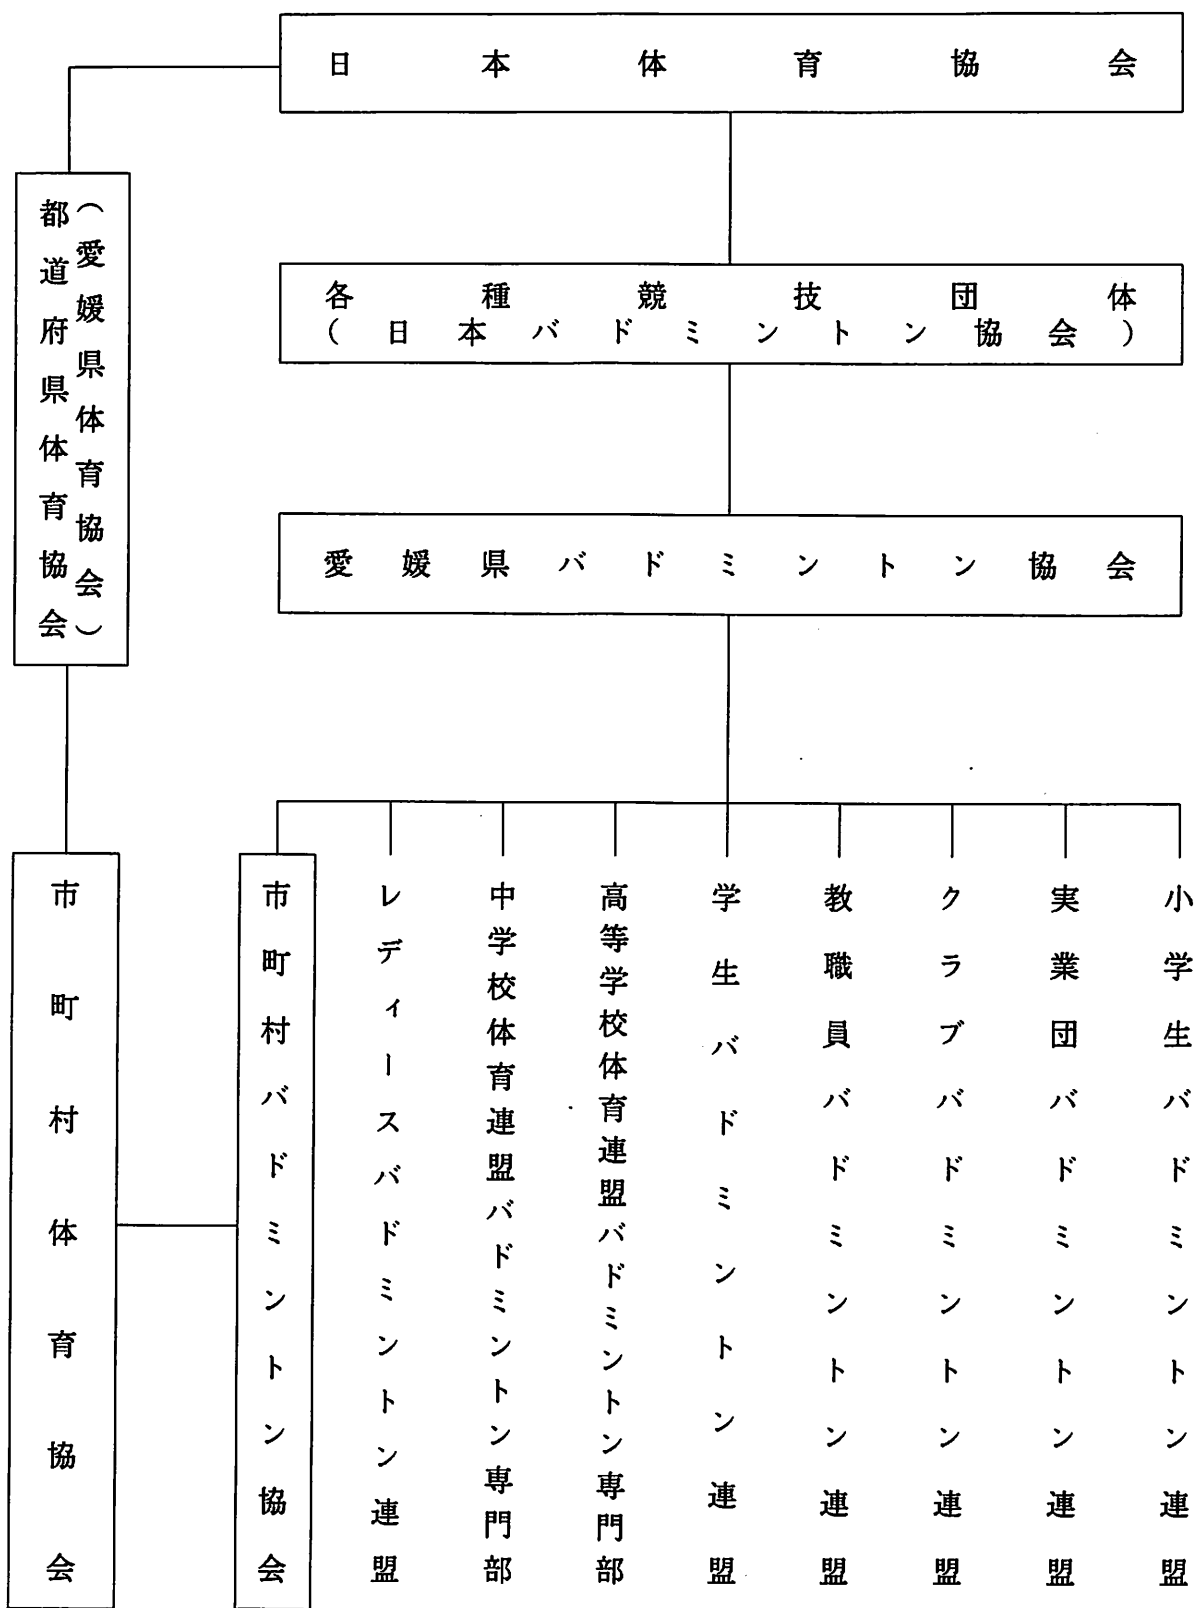 日本体育協会
都道府県体育協会
（愛媛県体育協会）
各種競技団体
（日本バドミントン協会）
愛媛県バドミントン協会
市町村体育協会
市町村バドミントン協会
レディースバドミントン連盟
中学校体育連盟バドミントン専門部
高等学校体育連盟バドミントン専門部
学生バドミントン連盟
教職員バドミントン連盟
クラブバドミントン連盟
実業団バドミントン連盟
小学生バドミントン連盟